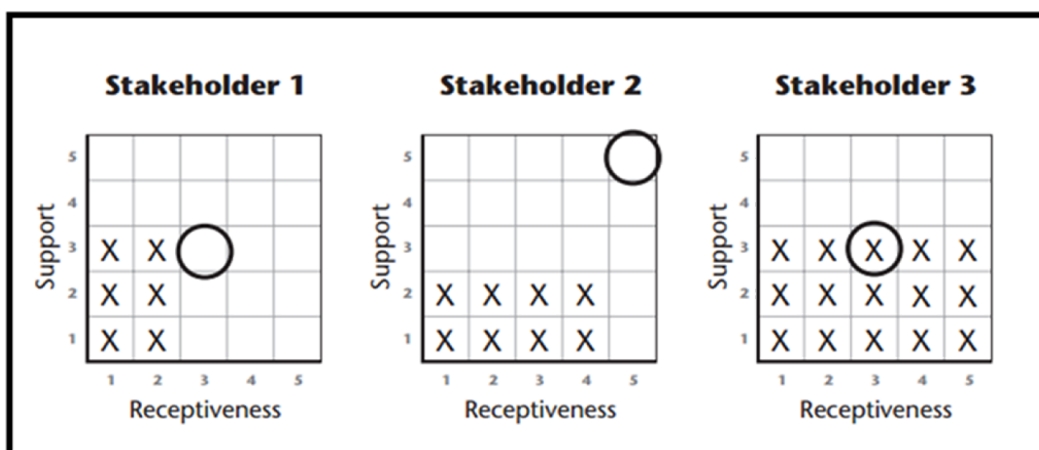 Stakeholder 1
5
4
3 X X
2 X X
1 X X
1 2 3 4 5
Support
Receptiveness
Stakeholder 2
5
4
3
2 X X X X
1 X X X X
1 2 3 4 5
Support
Receptiveness
Stakeholder 3
5
4
3 X X X X X
2 X X X X X
1 X X X X X
1 2 3 4 5
Support
Receptiveness